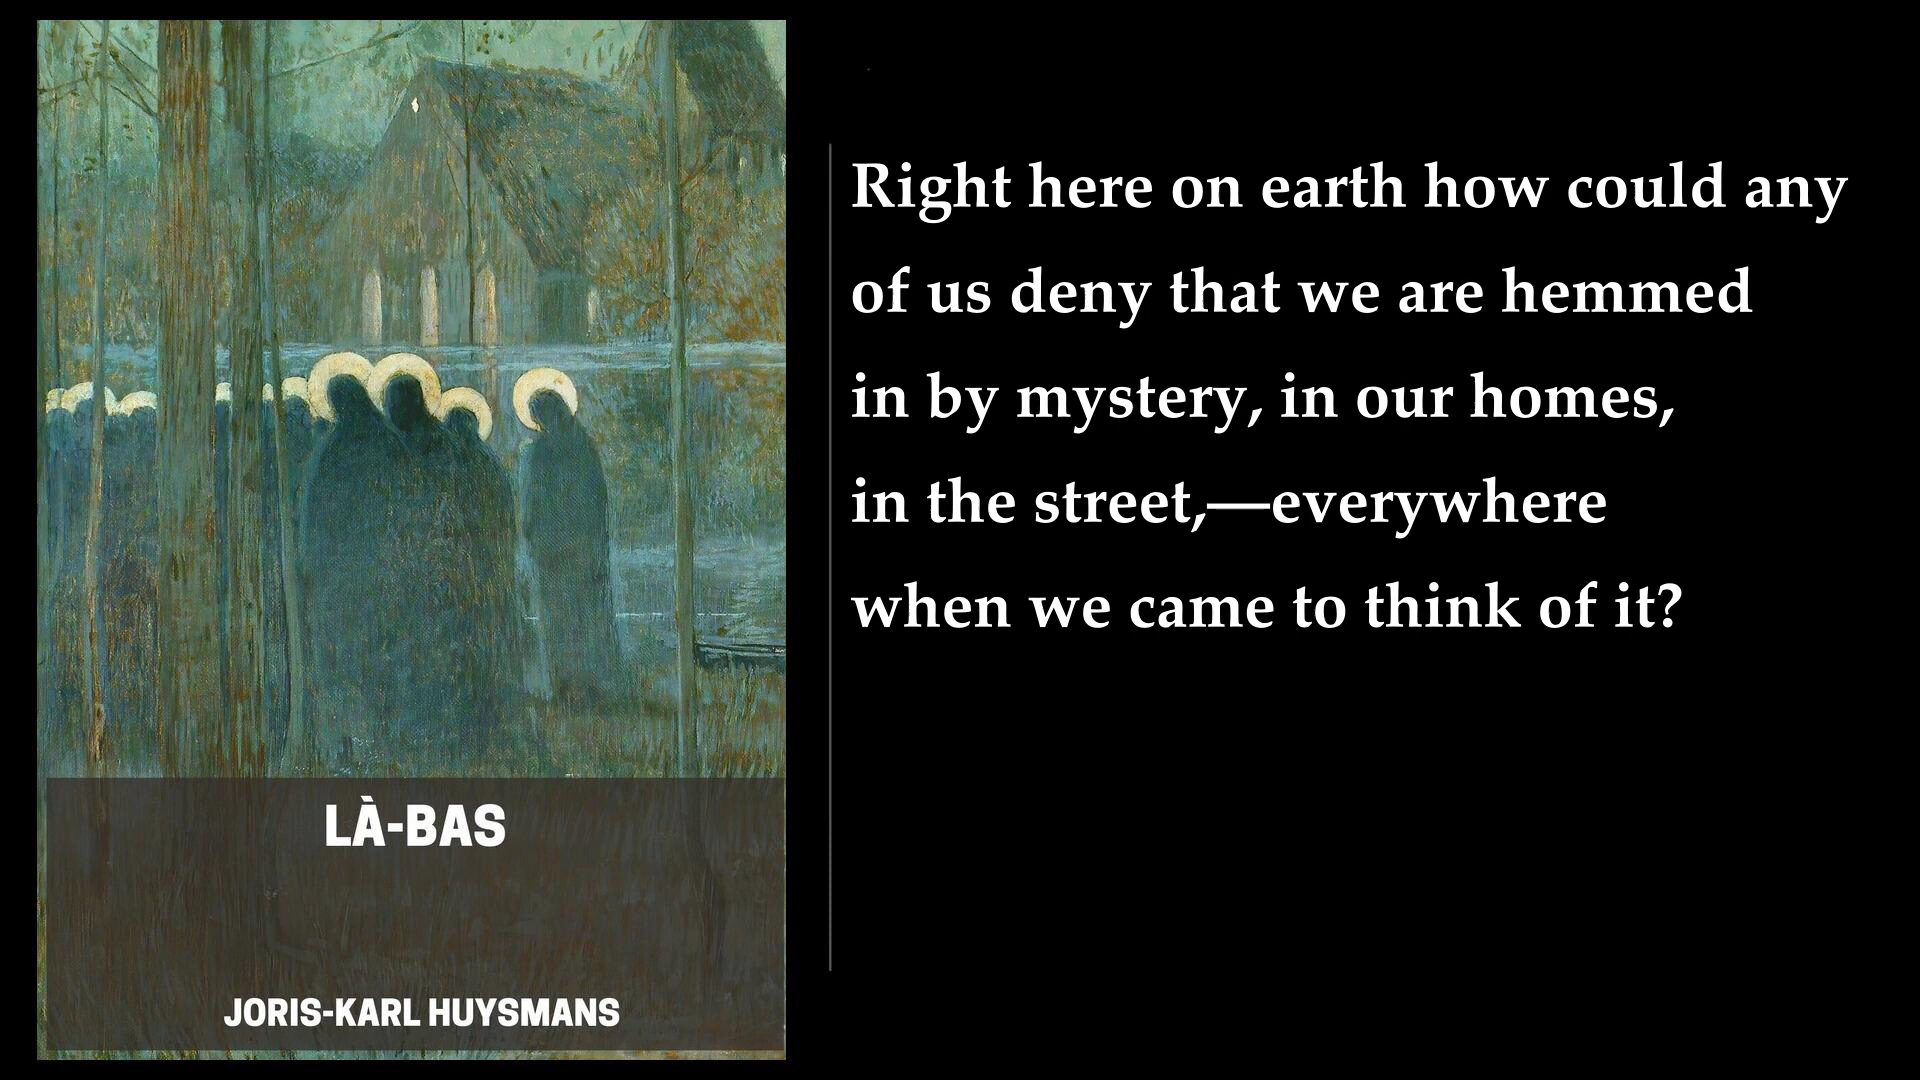 LÀ-BAS
JORIS-KARL HUYSMANS
Right here on earth how could any
of us deny that we are hemmed
in by mystery, in our homes,
in the street,—everywhere
when we came to think of it?